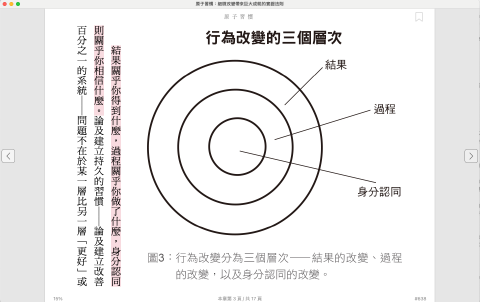 原子習慣：細微改變帶來巨大成就的實證法則
原子習慣
行為改變的三個層次
結果
過程
身分認同
圖3：行為改變分為三個層次——結果的改變、過程
的改變，以及身分認同的改變。
結果關乎你得到什麼，過程關乎你做了什麼，身分認同
則關乎你相信什麼。論及建立持久的習慣——論及建立改善
百分之一的系統——問題不在於某一層比另一層「更好」或
15%
本章第 3 頁 / 共 17 頁